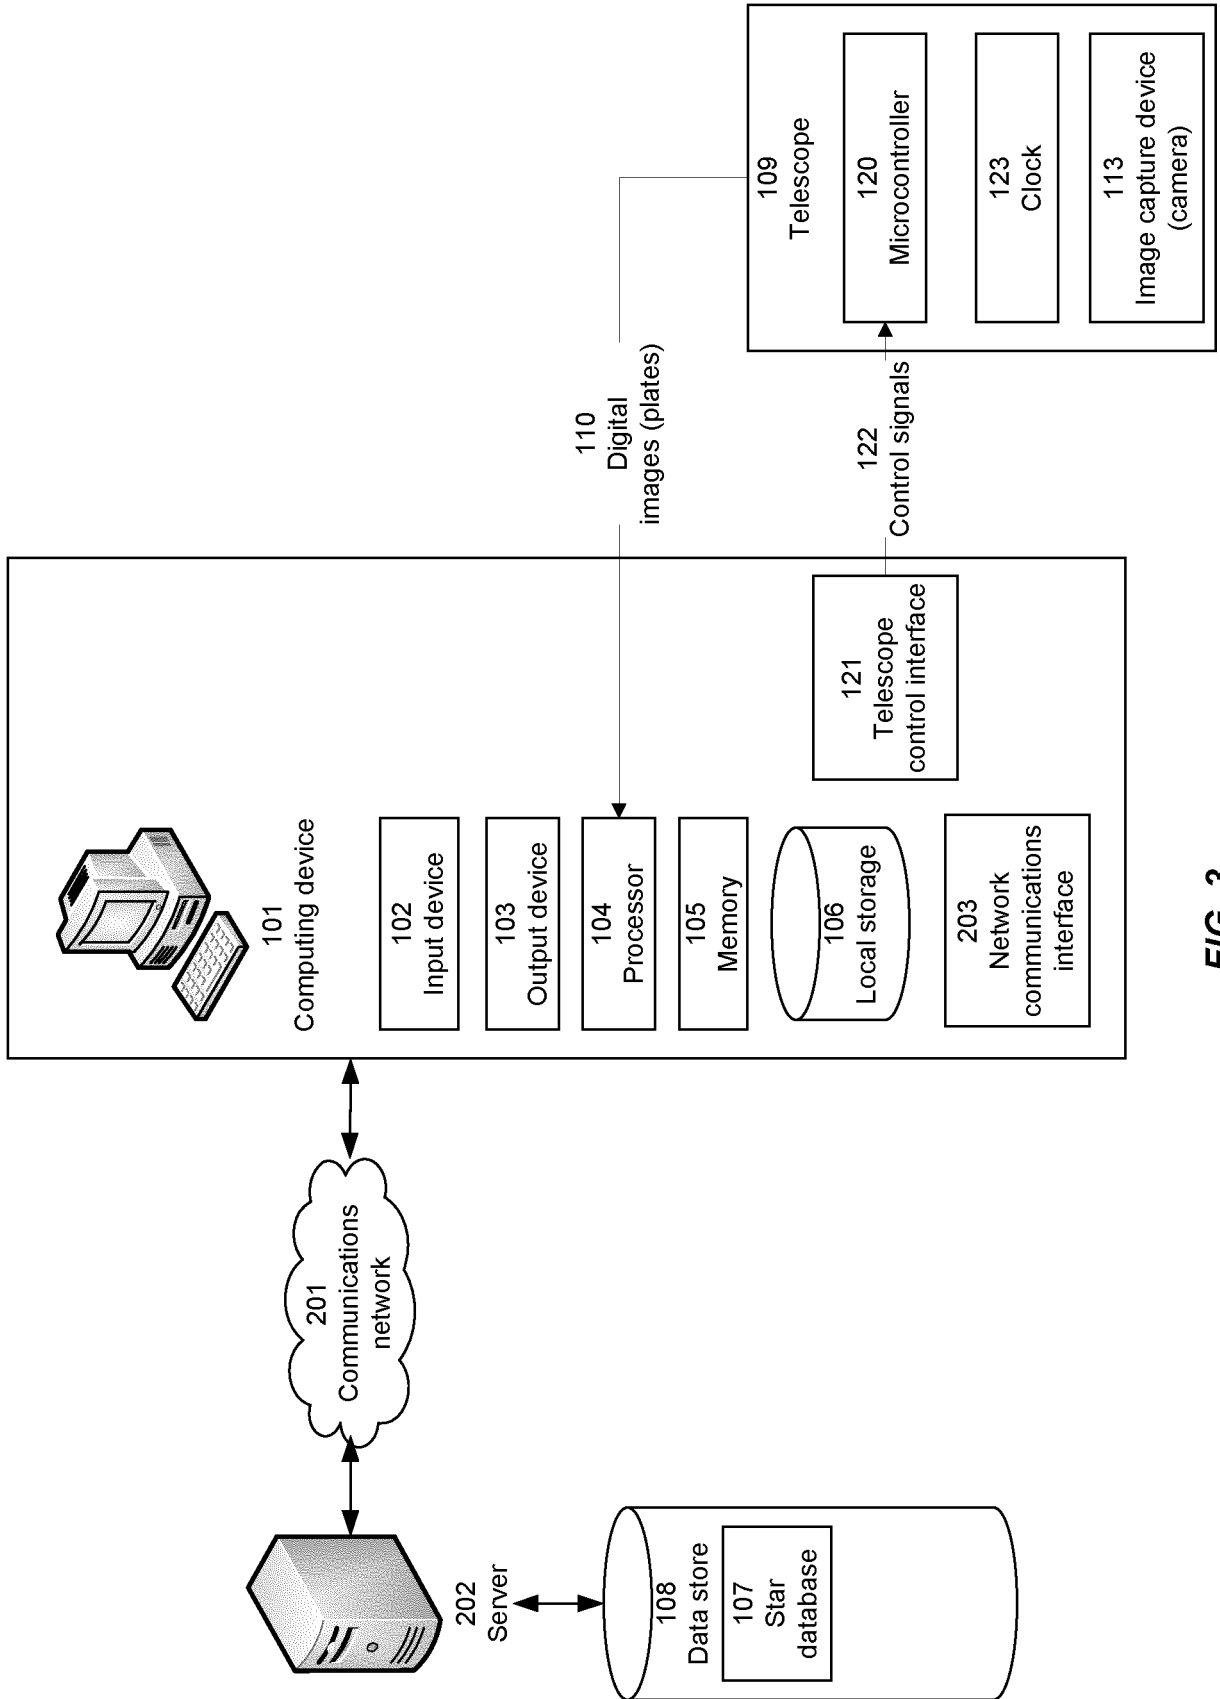 202
Server
108
Data store
107
Star
database
201
Communications
network
101
Computing device
102
Input device
103
Output device
104
Processor
105
Memory
106
Local storage
203
Network
communications
interface
121
Telescope
control interface
110
Digital
images (plates)
122
Control signals
109
Telescope
120
Microcontroller
123
Clock
113
Image capture device
(camera)
FIG.